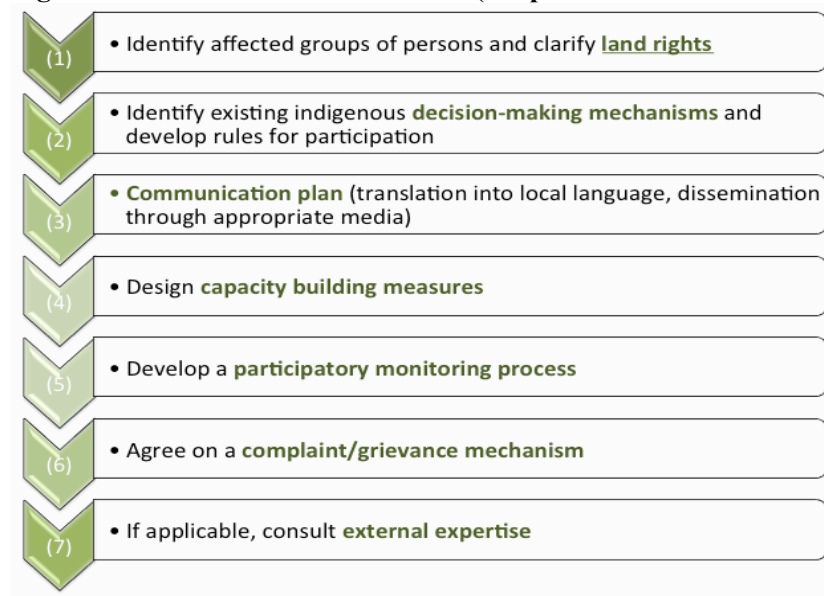 (1)
• Identify affected groups of persons and clarify land rights
(2)
• Identify existing indigenous decision-making mechanisms and
develop rules for participation
(3)
• Communication plan (translation into local language, dissemination
through appropriate media)
(4)
• Design capacity building measures
(5)
• Develop a participatory monitoring process
(6)
• Agree on a complaint/grievance mechanism
(7)
• If applicable, consult external expertise